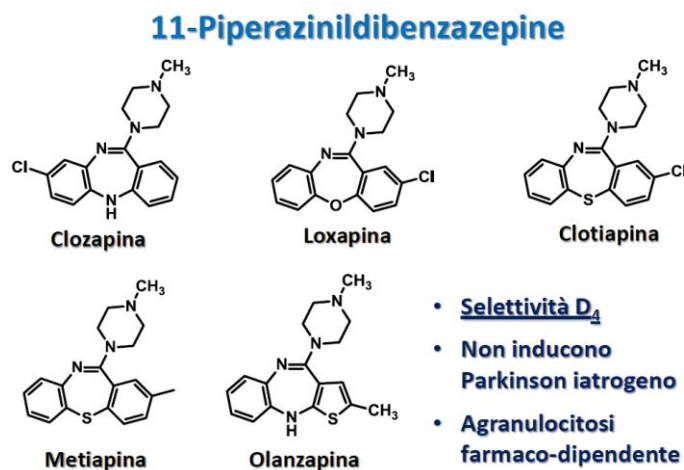 11-Piperazinildibenzazepine
CH₃
N
N
N
Cl
N
H
Clozapina
CH₃
N
N
N
Cl
O
Loxapina
CH₃
N
N
N
Cl
S
Clotiapina
CH₃
N
N
N
S
Metiapina
CH₃
N
N
N
N
H
S
CH₃
Olanzapina
• Selettività D₄
• Non inducono
Parkinson iatrogeno
• Agranulocitosi
farmaco-dipendente